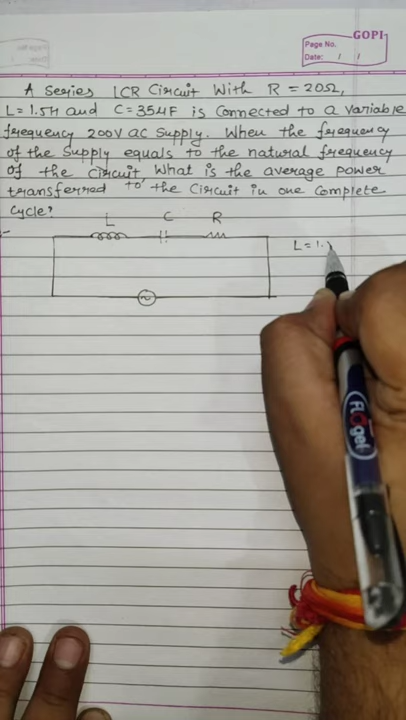 GOPI
Page No.
Date: / /
A Series LCR Circuit With R = 20Ω,
L = 1.5H and C = 35μF is Connected to a Variable
frequency 200V AC Supply. When the frequency
of the Supply equals to the natural frequency
of the circuit, What is the average power
transferred to the Circuit in one Complete
Cycle?
L C R
L = 1.
Flogel